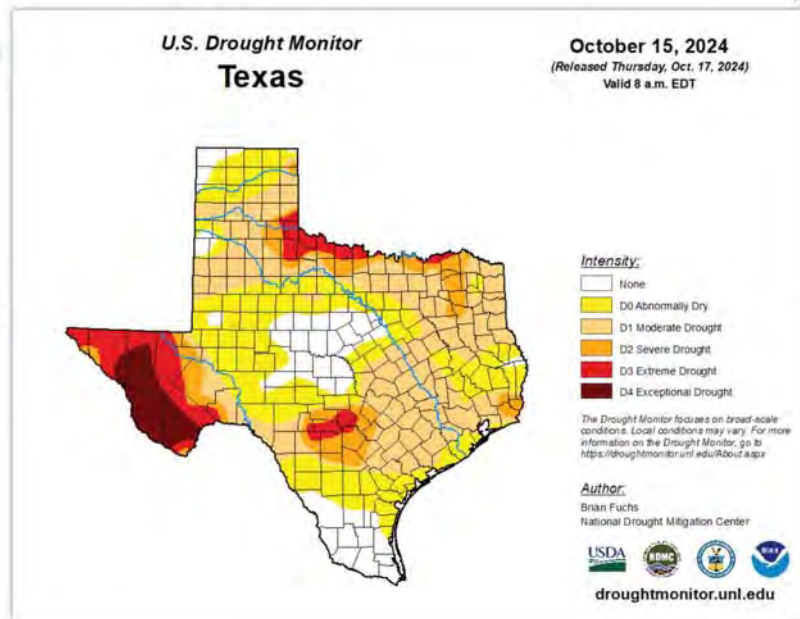 U.S. Drought Monitor
Texas
October 15, 2024
(Released Thursday, Oct. 17, 2024)
Valid 8 a.m. EDT
Intensity:
None
D0 Abnormally Dry
D1 Moderate Drought
D2 Severe Drought
D3 Extreme Drought
D4 Exceptional Drought
The Drought Monitor focuses on broad-scale
conditions. Local conditions may vary. For more
information on the Drought Monitor, go to
https://droughtmonitor.unl.edu/About.aspx
Author:
Brian Fuchs
National Drought Mitigation Center
USDA
NDMC
droughtmonitor.unl.edu